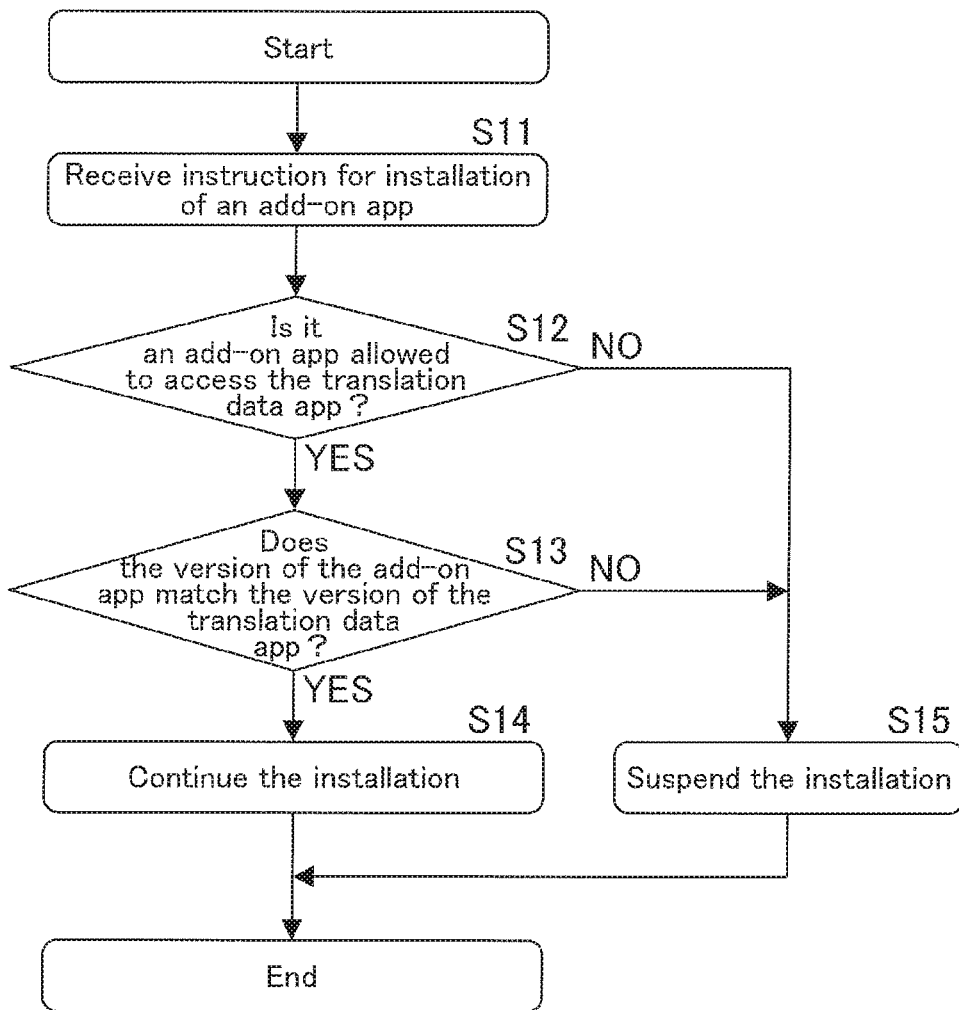 Start
S11
Receive instruction for installation
of an add-on app
Is it
an add-on app allowed
to access the translation
data app ?
S12
NO
YES
Does
the version of the add-on
app match the version of the
translation data
app ?
S13
NO
YES
S14
Continue the installation
S15
Suspend the installation
End